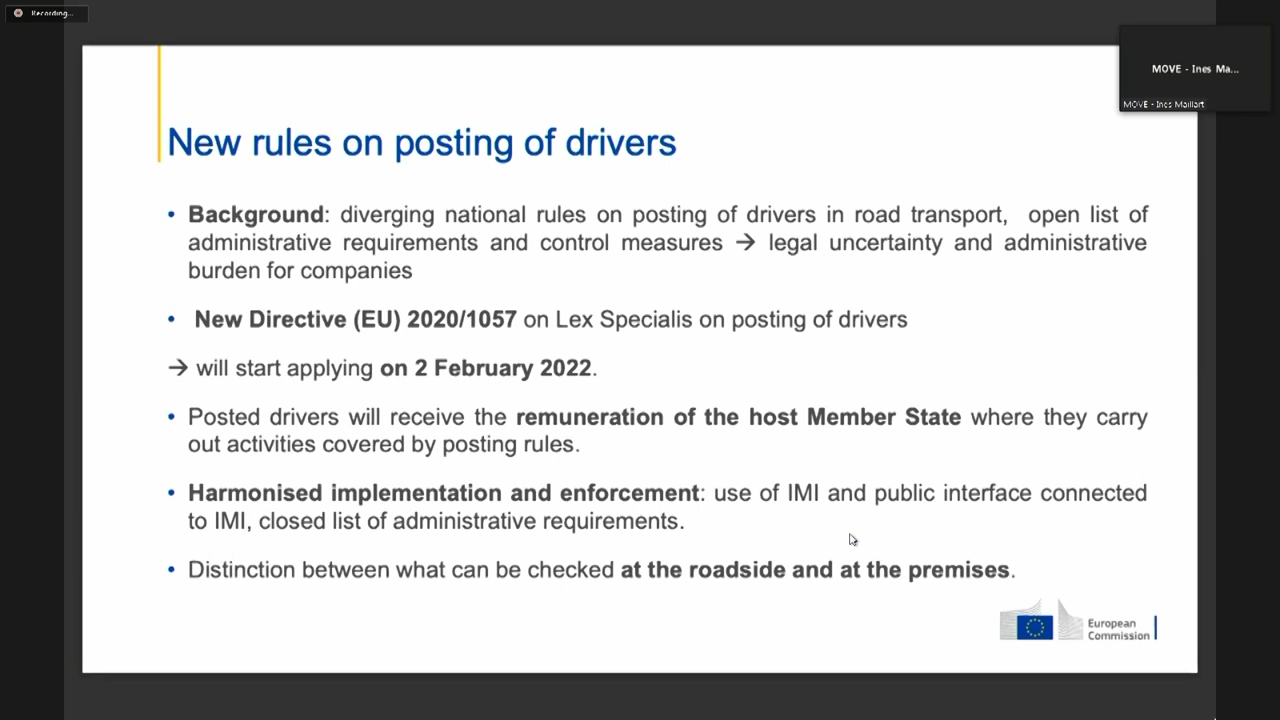 Recording...
MOVE - Ines Ma...
MOVE - Ines Maillart
New rules on posting of drivers
• Background: diverging national rules on posting of drivers in road transport, open list of
administrative requirements and control measures → legal uncertainty and administrative
burden for companies
• New Directive (EU) 2020/1057 on Lex Specialis on posting of drivers
→ will start applying on 2 February 2022.
• Posted drivers will receive the remuneration of the host Member State where they carry
out activities covered by posting rules.
• Harmonised implementation and enforcement: use of IMI and public interface connected
to IMI, closed list of administrative requirements.
• Distinction between what can be checked at the roadside and at the premises.
European
Commission